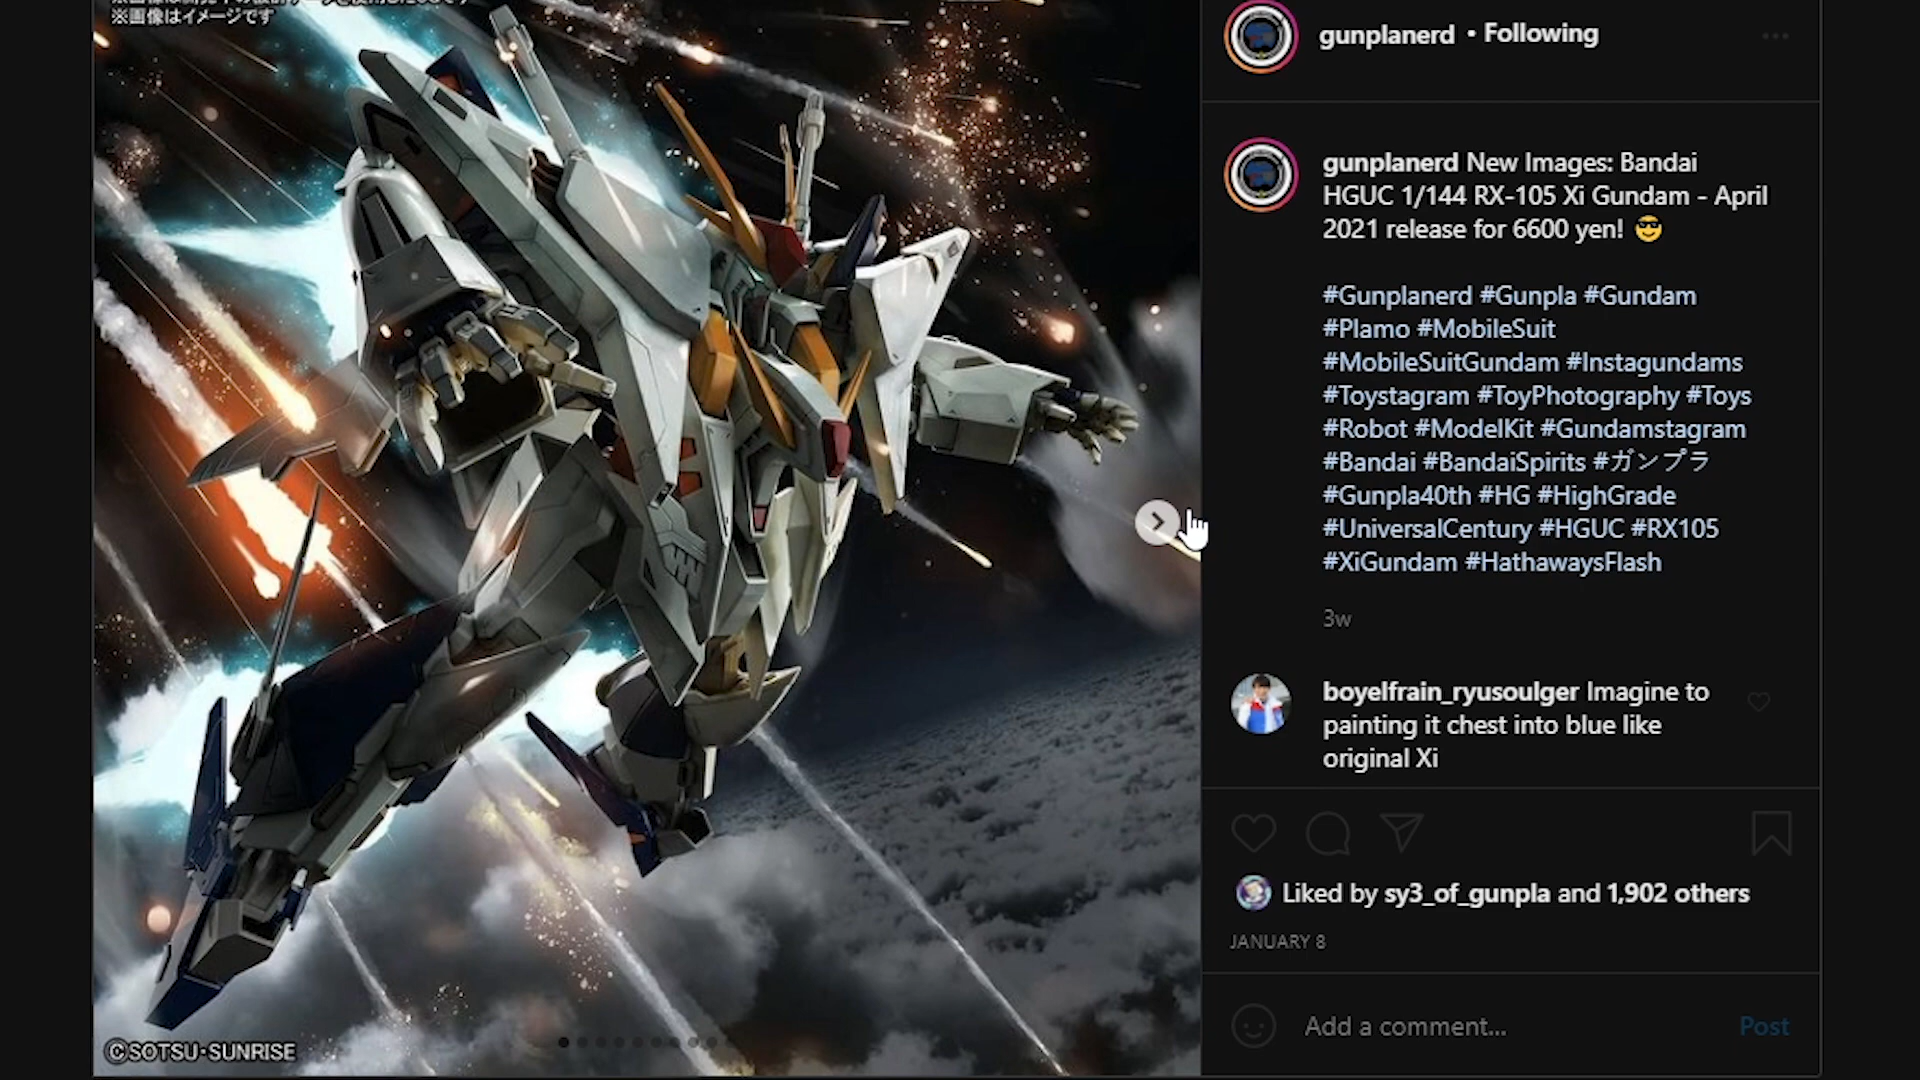 ※画像はイメージです
gunplanerd • Following
gunplanerd New Images: Bandai
HGUC 1/144 RX-105 Xi Gundam - April
2021 release for 6600 yen! 😎
#Gunplanerd #Gunpla #Gundam
#Plamo #MobileSuit
#MobileSuitGundam #Instagundams
#Toystagram #ToyPhotography #Toys
#Robot #ModelKit #Gundamstagram
#Bandai #BandaiSpirits #ガンプラ
#Gunpla40th #HG #HighGrade
#UniversalCentury #HGUC #RX105
#XiGundam #HathawaysFlash
3w
boyelfrain_ryusoulger Imagine to
painting it chest into blue like
original Xi
Liked by sy3_of_gunpla and 1,902 others
JANUARY 8
Add a comment...
Post
©SOTSU·SUNRISE